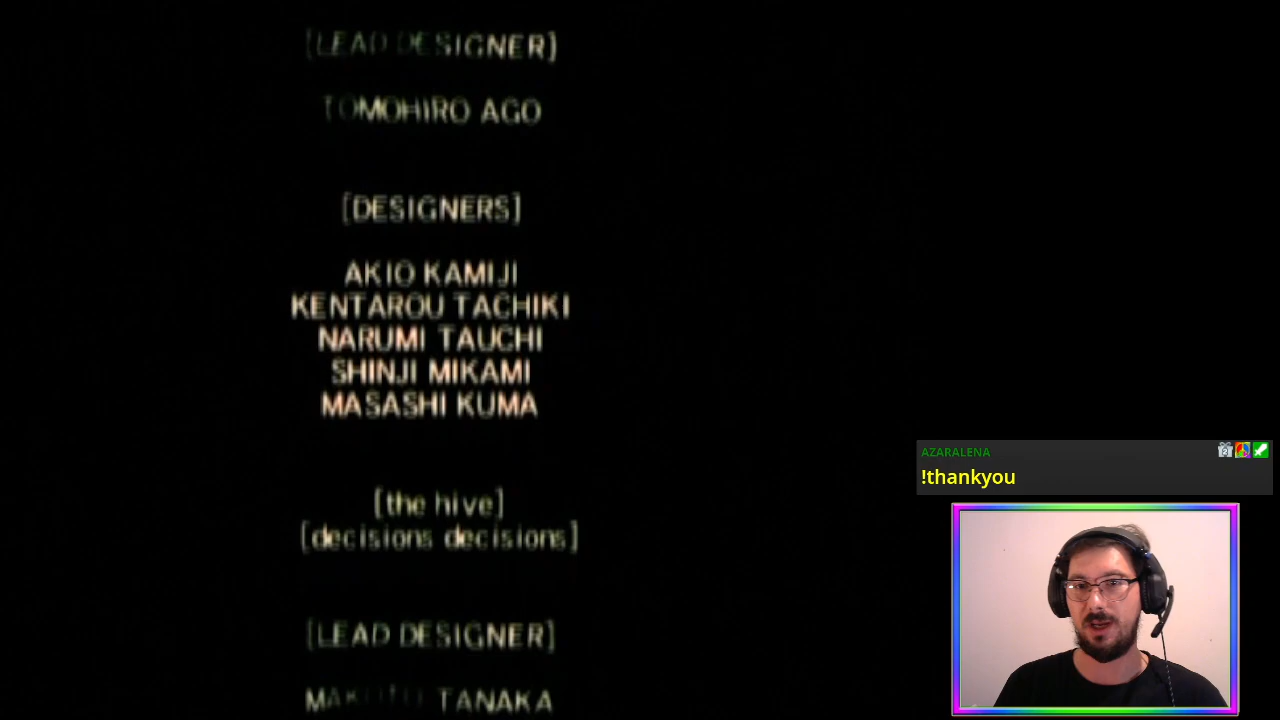 [LEAD DESIGNER]
TOMOHIRO AGO
[DESIGNERS]
AKIO KAMIJI
KENTAROU TACHIKI
NARUMI TAUCHI
SHINJI MIKAMI
MASASHI KUMA
[the hive]
[decisions decisions]
[LEAD DESIGNER]
TANAKA
AZARALENA
!thankyou